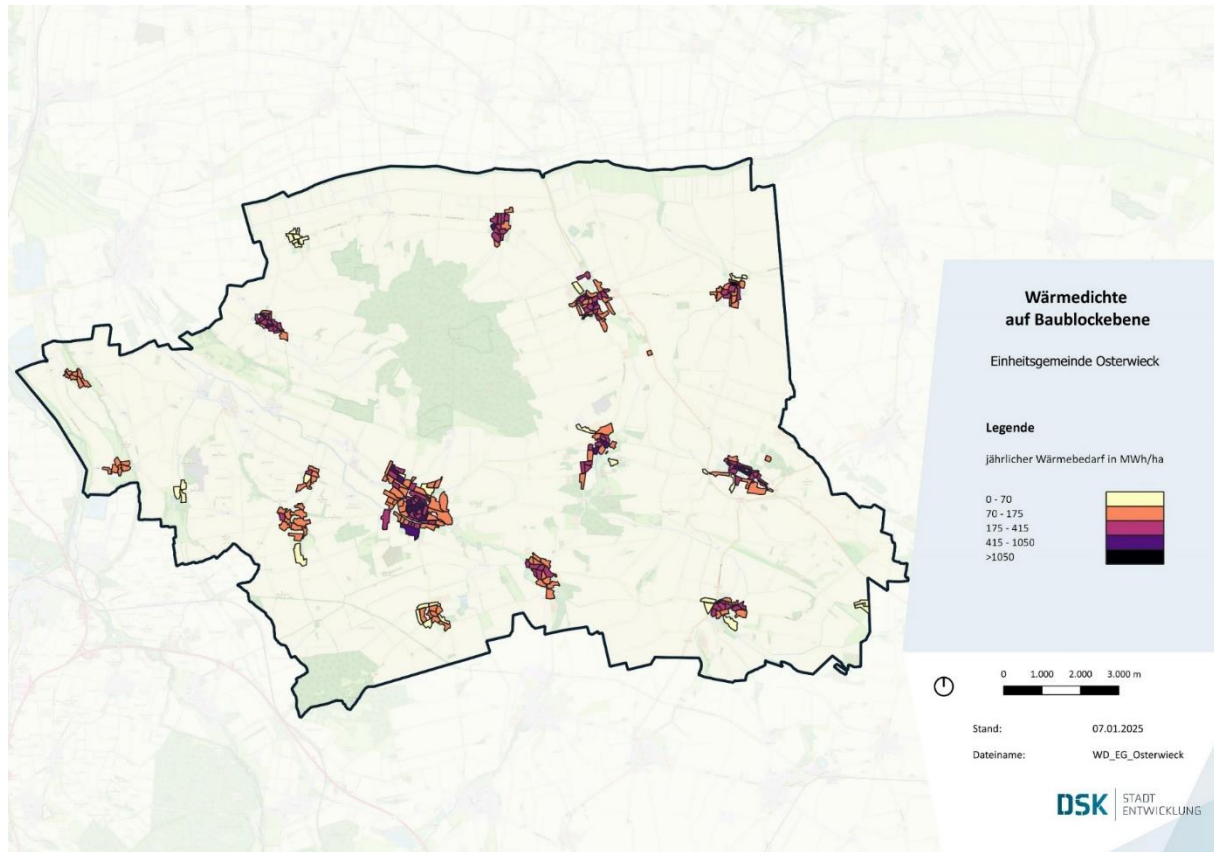 Wärmedichte
auf Baublockebene
Einheitsgemeinde Osterwieck
Legende
jährlicher Wärmebedarf in MWh/ha
0 - 70
70 - 175
175 - 415
415 - 1050
>1050
0 1.000 2.000 3.000 m
Stand: 07.01.2025
Dateiname: WD_EG_Osterwieck
DSK STADT
ENTWICKLUNG